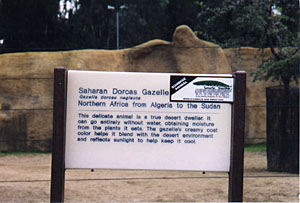 Saharan Dorcas Gazelle
Gazella dorcas neglecta
Northern Africa from Algeria to the Sudan
This delicate animal is a true desert dweller. It
can go entirely without water, obtaining moisture
from the plants it eats. The gazelle's creamy coat
color helps it blend with the desert environment
and reflects sunlight to help keep it cool.